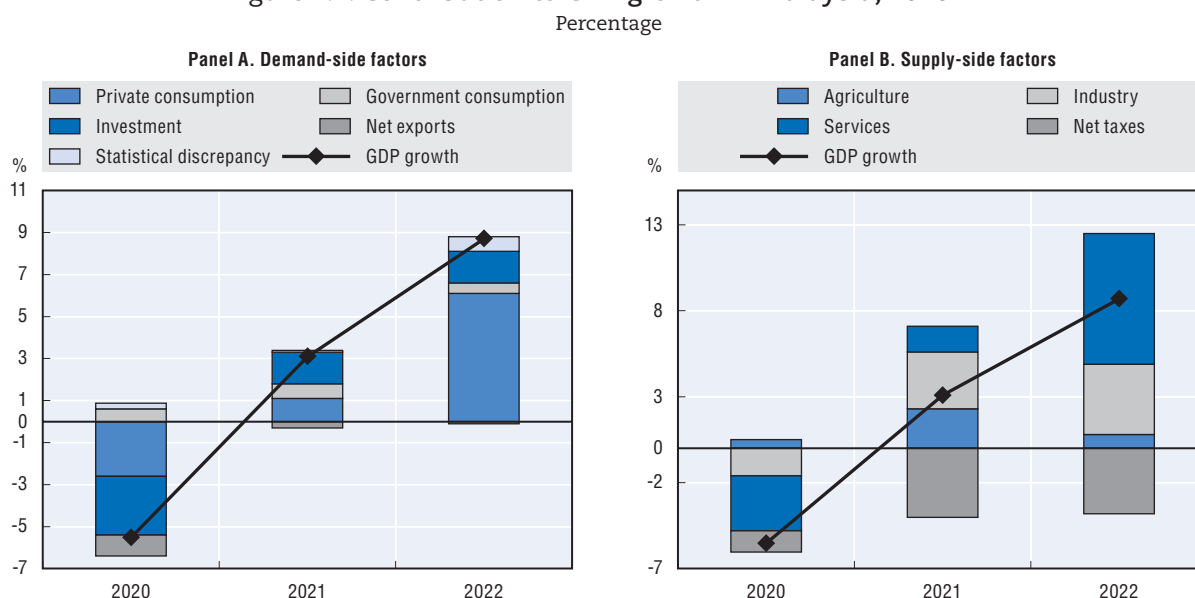 Percentage
Panel A. Demand-side factors
Private consumption
Government consumption
Investment
Net exports
Statistical discrepancy
GDP growth
%
11
9
7
5
3
1
0
-1
-3
-5
-7
2020
2021
2022
Panel B. Supply-side factors
Agriculture
Industry
Services
Net taxes
GDP growth
%
13
8
3
0
-2
-7
2020
2021
2022